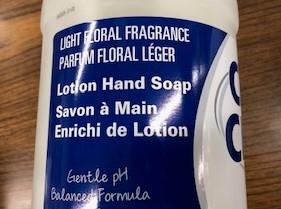 LIGHT FLORAL FRAGRANCE
PARFUM FLORAL LÉGER
Lotion Hand Soap
Savon à Main
Enrichi de Lotion
Gentle pH
Balanced Formula